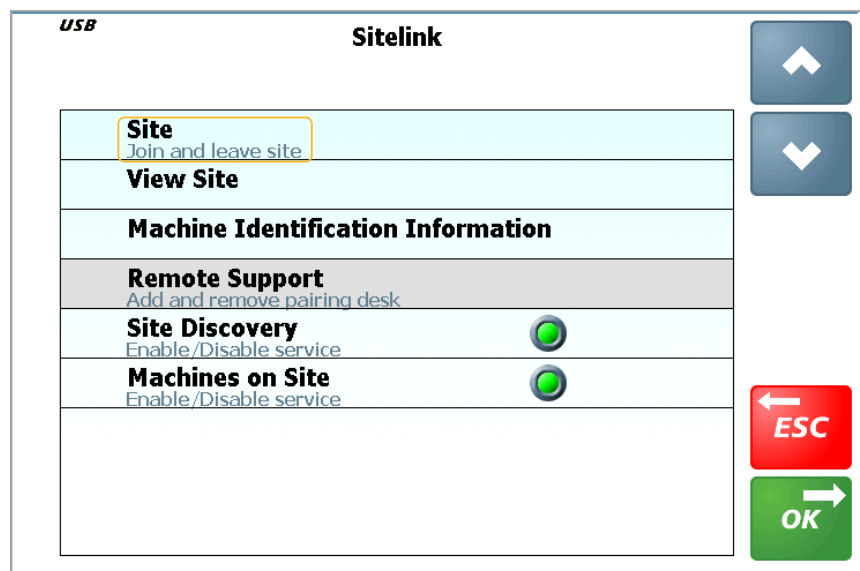 USB
Sitelink
Site
Join and leave site
View Site
Machine Identification Information
Remote Support
Add and remove pairing desk
Site Discovery
Enable/Disable service
Machines on Site
Enable/Disable service
ESC
OK